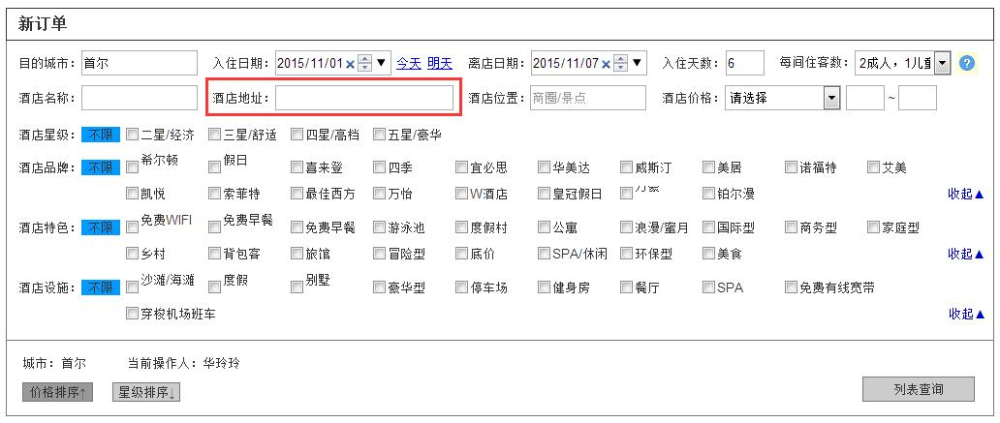 新订单
目的城市：首尔 入住日期：2015/11/01 今天 明天 离店日期：2015/11/07 入住天数：6 每间住客数：2成人，1儿童
酒店名称： 酒店地址： 酒店位置：商圈/景点 酒店价格：请选择 ~
酒店星级：不限 二星/经济 三星/舒适 四星/高档 五星/豪华
酒店品牌：不限 希尔顿 假日 喜来登 四季 宜必思 华美达 威斯汀 美居 诺福特 艾美
凯悦 索菲特 最佳西方 万怡 W酒店 皇冠假日 万豪 铂尔漫 收起▲
酒店特色：不限 免费WIFI 免费早餐 免费早餐 游泳池 度假村 公寓 浪漫/蜜月 国际型 商务型 家庭型
乡村 背包客 旅馆 冒险型 底价 SPA/休闲 环保型 美食 收起▲
酒店设施：不限 沙滩/海滩 度假 别墅 豪华型 停车场 健身房 餐厅 SPA 免费有线宽带
穿梭机场班车 收起▲
城市：首尔 当前操作人：华玲玲
价格排序↑ 星级排序↓ 列表查询